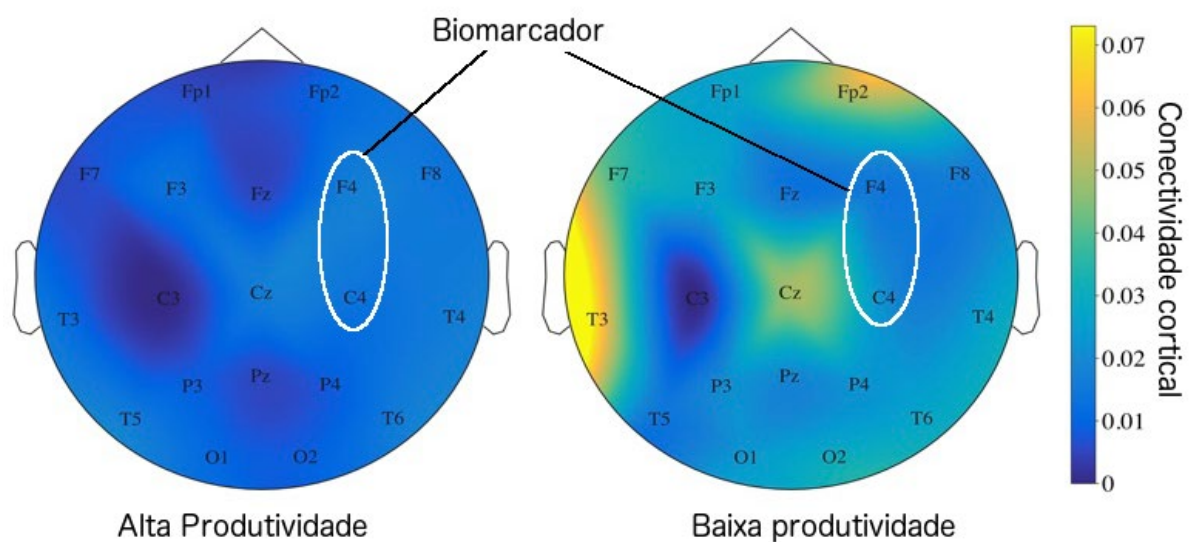 Biomarcador
Fp1 Fp2
F7 F3 Fz F4 F8
T3 C3 Cz C4 T4
T5 P3 Pz P4 T6
O1 O2
Alta Produtividade
Fp1 Fp2
F7 F3 Fz F4 F8
T3 C3 Cz C4 T4
T5 P3 Pz P4 T6
O1 O2
Baixa produtividade
0.07
0.06
0.05
0.04
0.03
0.02
0.01
0
Conectividade cortical